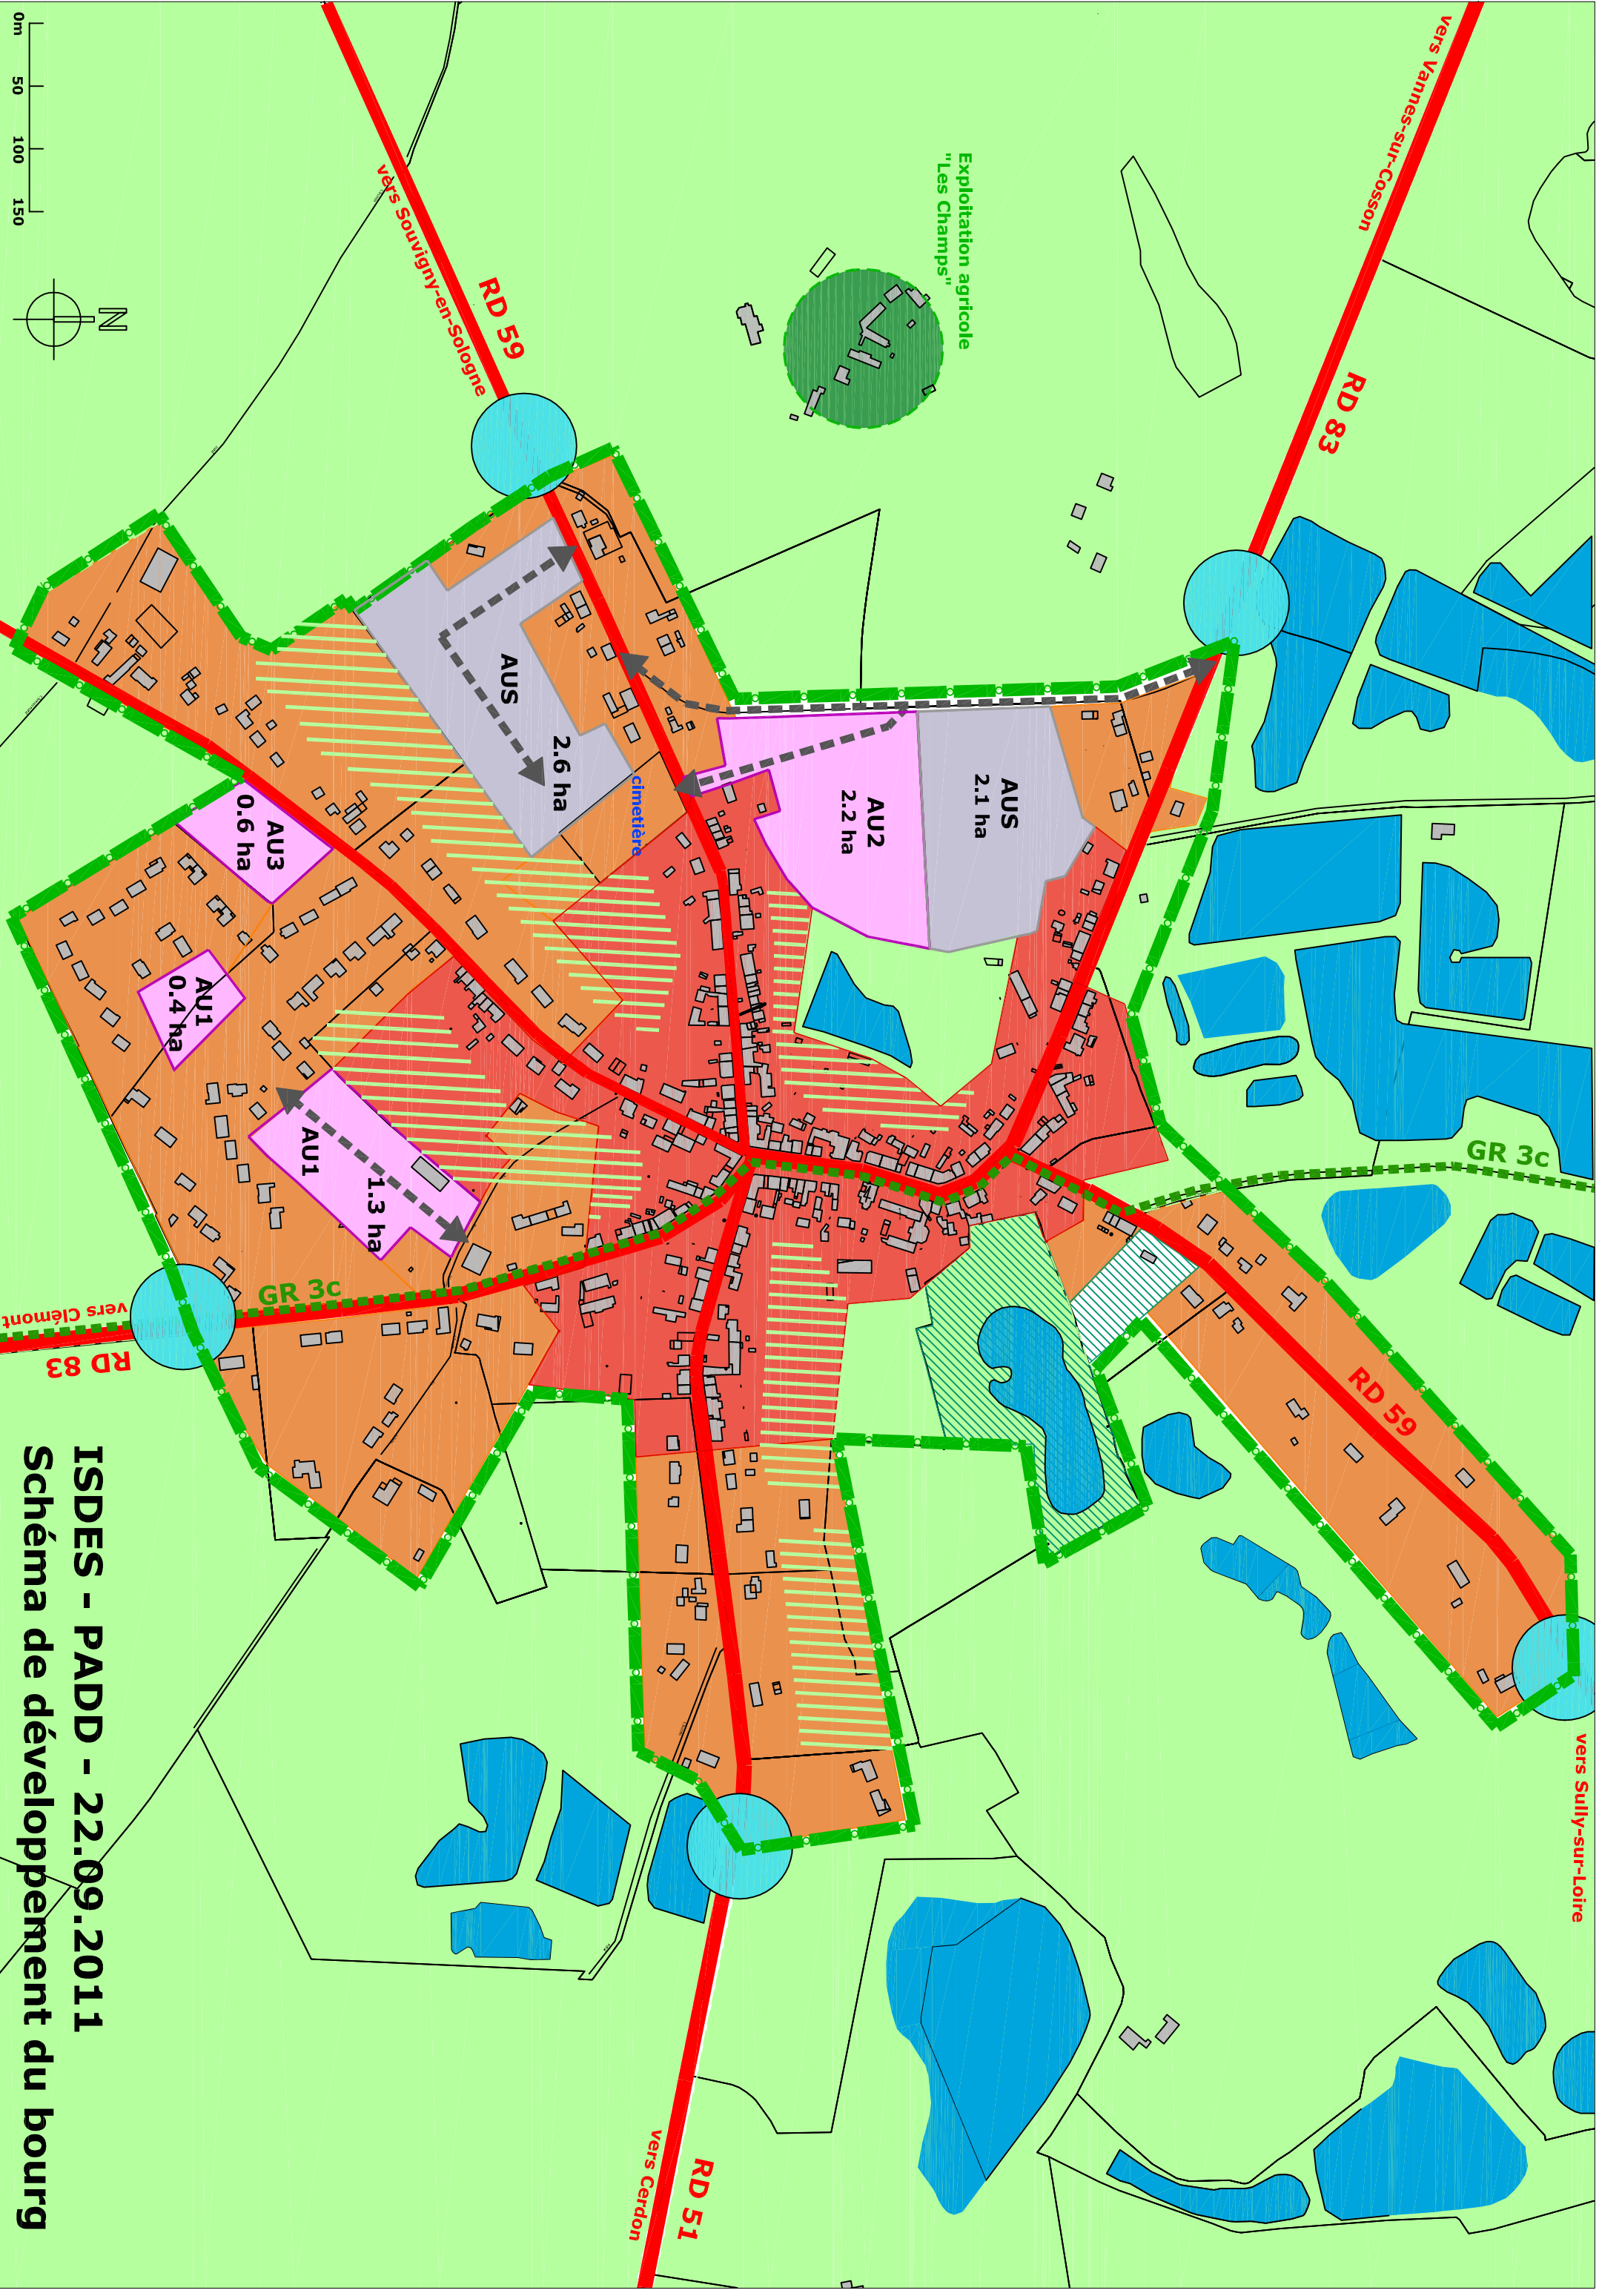 vers Vannes-sur-Cosson
RD 83
Exploitation agricole
"Les Champs"
RD 59
vers Souvigny-en-Sologne
0m
50
100
150
N
AUS
2.1 ha
AU2
2.2 ha
AUS
2.6 ha
cimetière
AU3
0.6 ha
AU1
0.4 ha
AU1
1.3 ha
GR 3c
GR 3c
vers Clémont
RD 83
RD 59
vers Sully-sur-Loire
RD 51
vers Cerdon
ISDES - PADD - 22.09.2011
Schéma de développement du bourg